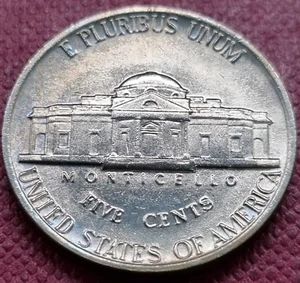 E PLURIBUS UNUM
MONTICELLO
FIVE CENTS
UNITED STATES OF AMERICA